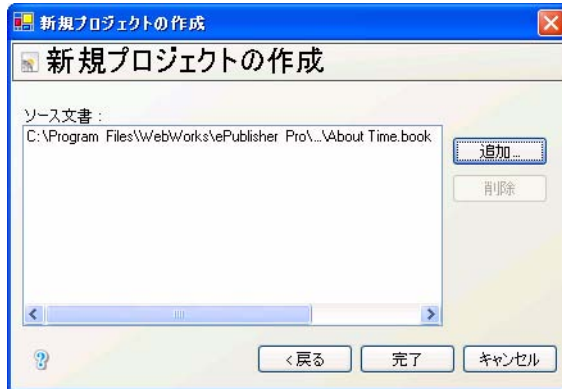 新規プロジェクトの作成
新規プロジェクトの作成
ソース文書 :
C:\Program Files\WebWorks\ePublisher Pro\...\About Time.book
追加...
削除
<戻る
完了
キャンセル